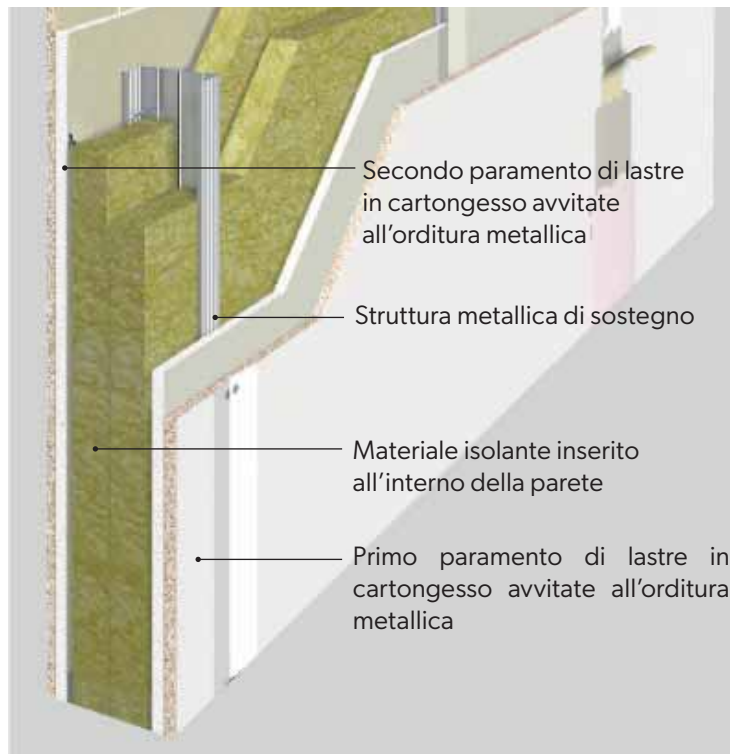 Secondo paramento di lastre
in cartongesso avvitate
all’orditura metallica
Struttura metallica di sostegno
Materiale isolante inserito
all’interno della parete
Primo paramento di lastre in
cartongesso avvitate all’orditura
metallica